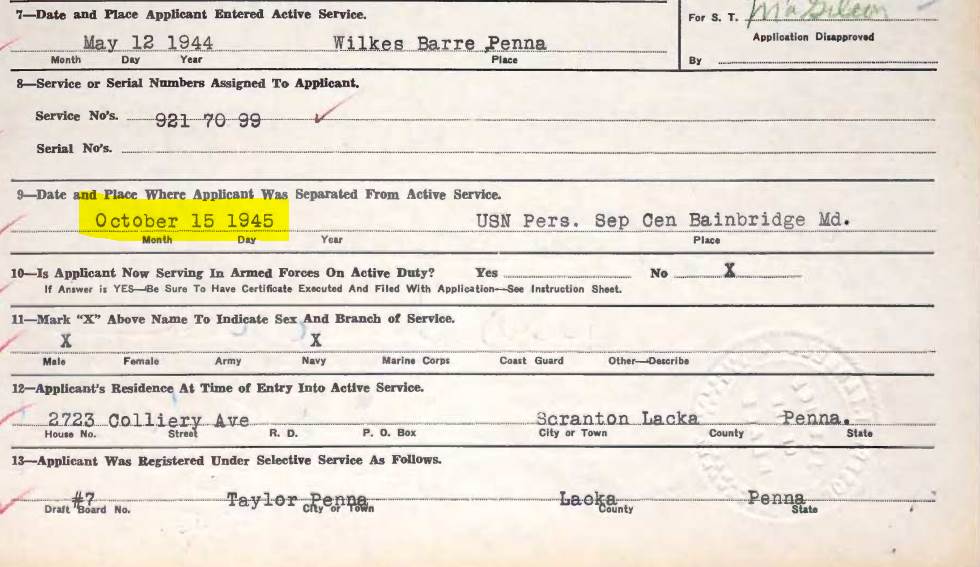 7—Date and Place Applicant Entered Active Service.
For S. T.
May 12 1944 Wilkes Barre Penna
Application Disapproved
Month Day Year Place
By
8—Service or Serial Numbers Assigned To Applicant.
Service No's. 921 70 99
Serial No's.
9—Date and Place Where Applicant Was Separated From Active Service.
October 15 1945 USN Pers. Sep Cen Bainbridge Md.
Month Day Year Place
10—Is Applicant Now Serving In Armed Forces On Active Duty? Yes No X
If Answer is YES—Be Sure To Have Certificate Executed And Filed With Application—See Instruction Sheet.
11—Mark "X" Above Name To Indicate Sex And Branch of Service.
X X
Male Female Army Navy Marine Corps Coast Guard Other—Describe
12—Applicant's Residence At Time of Entry Into Active Service.
2723 Colliery Ave Scranton Lacka Penna.
House No. Street R. D. P. O. Box City or Town County State
13—Applicant Was Registered Under Selective Service As Follows.
#7 Taylor Penna Lacka Penna
Draft Board No. City or Town County State